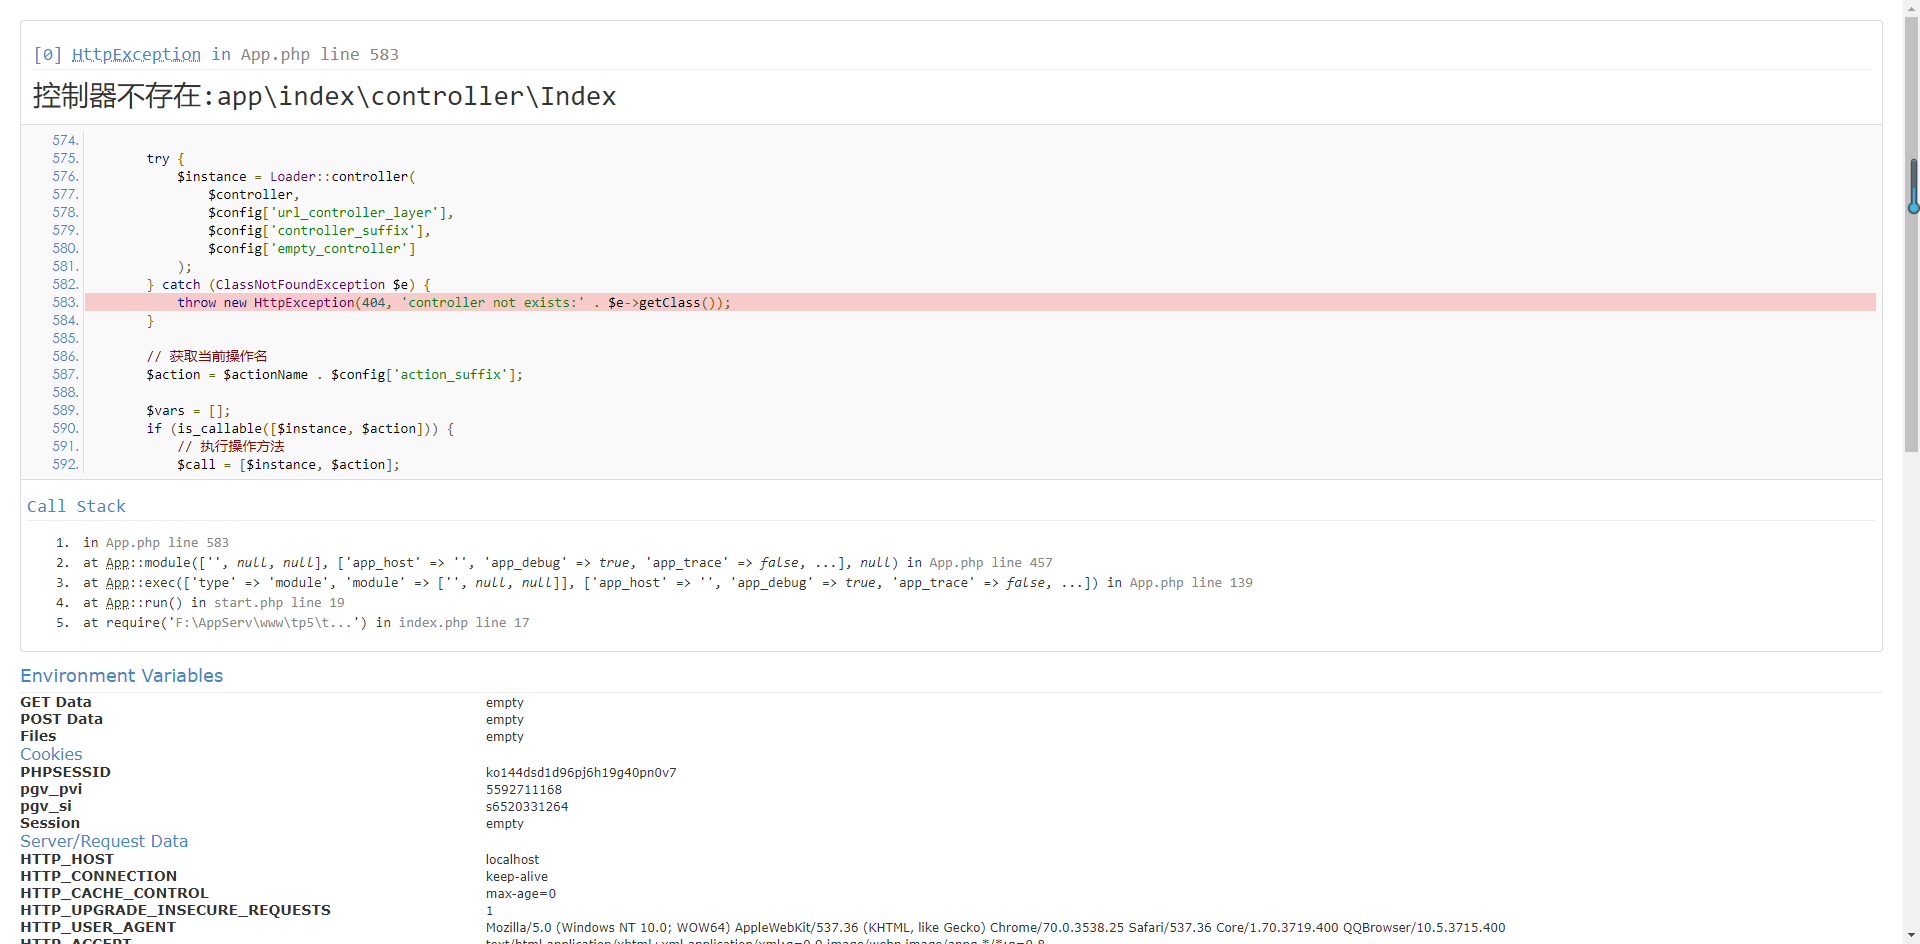 [0] HttpException in App.php line 583
控制器不存在:app\index\controller\Index
574.
575. try {
576. $instance = Loader::controller(
577. $controller,
578. $config['url_controller_layer'],
579. $config['controller_suffix'],
580. $config['empty_controller']
581. );
582. } catch (ClassNotFoundException $e) {
583. throw new HttpException(404, 'controller not exists:' . $e->getClass());
584. }
585.
586. // 获取当前操作名
587. $action = $actionName . $config['action_suffix'];
588.
589. $vars = [];
590. if (is_callable([$instance, $action])) {
591. // 执行操作方法
592. $call = [$instance, $action];
Call Stack
1. in App.php line 583
2. at App::module(['', null, null], ['app_host' => '', 'app_debug' => true, 'app_trace' => false, ...], null) in App.php line 457
3. at App::exec(['type' => 'module', 'module' => ['', null, null]], ['app_host' => '', 'app_debug' => true, 'app_trace' => false, ...]) in App.php line 139
4. at App::run() in start.php line 19
5. at require('F:\AppServ\www\tp5\t...') in index.php line 17
Environment Variables
GET Data empty
POST Data empty
Files empty
Cookies
PHPSESSID ko144dsd1d96pj6h19g40pn0v7
pgv_pvi 5592711168
pgv_si s6520331264
Session empty
Server/Request Data
HTTP_HOST localhost
HTTP_CONNECTION keep-alive
HTTP_CACHE_CONTROL max-age=0
HTTP_UPGRADE_INSECURE_REQUESTS 1
HTTP_USER_AGENT Mozilla/5.0 (Windows NT 10.0; WOW64) AppleWebKit/537.36 (KHTML, like Gecko) Chrome/70.0.3538.25 Safari/537.36 Core/1.70.3719.400 QQBrowser/10.5.3715.400